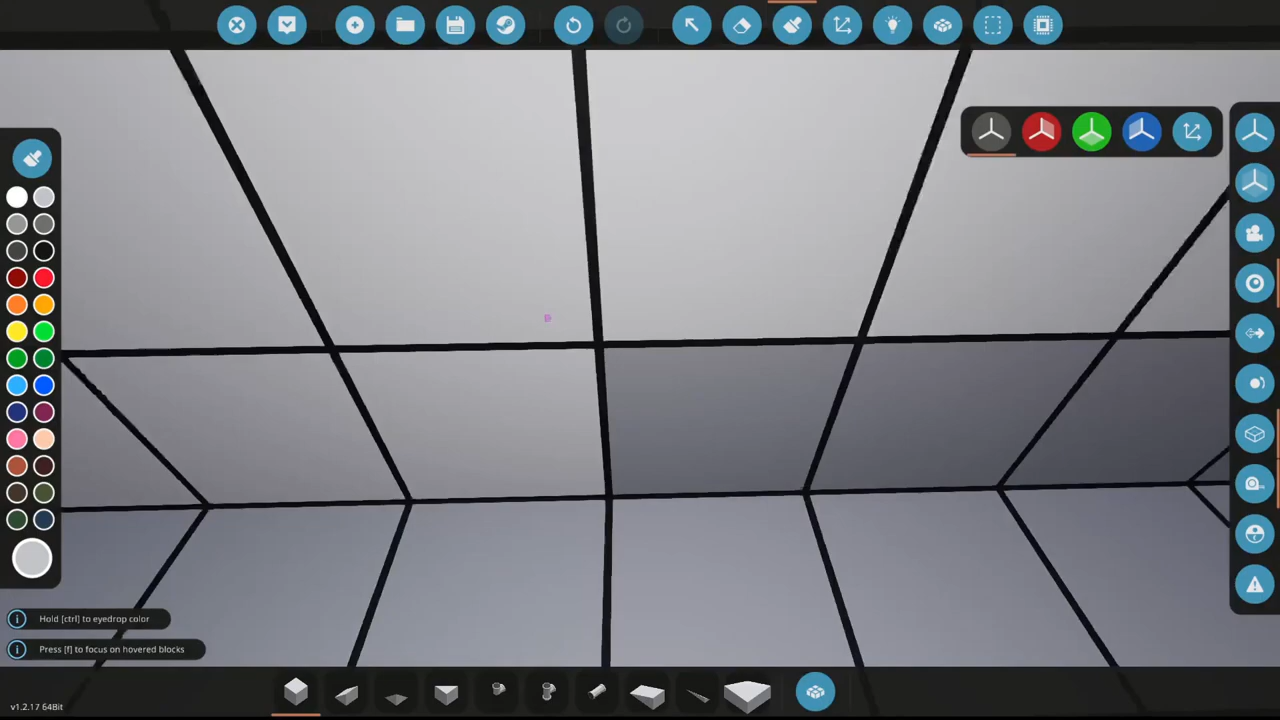 Hold [ctrl] to eyedrop color
Press [f] to focus on hovered blocks
v1.2.17 64Bit